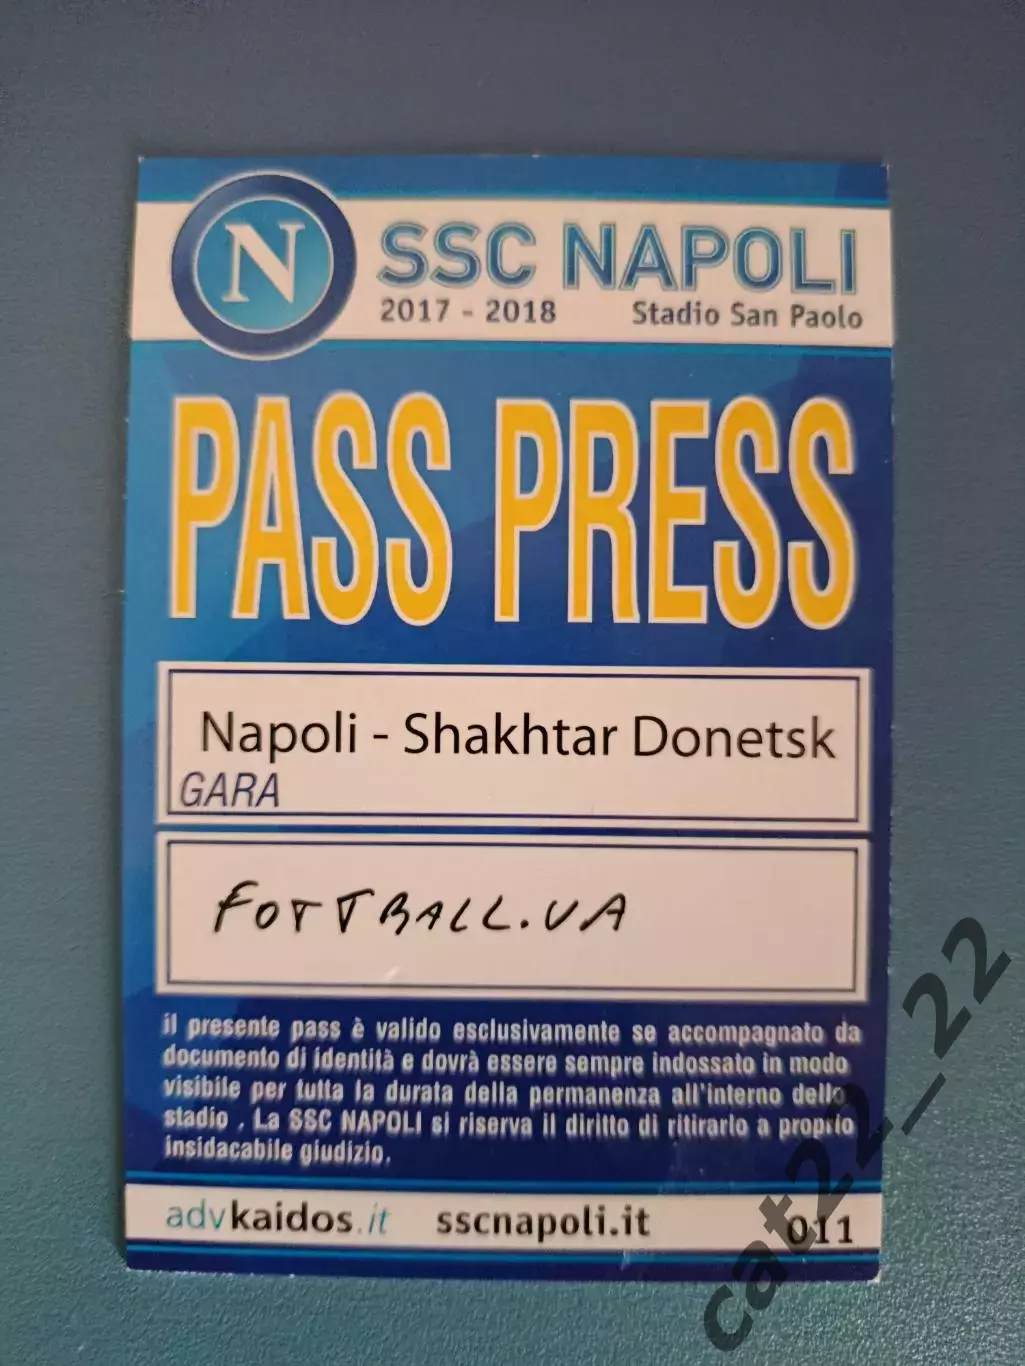 N
SSC NAPOLI
2017 - 2018 Stadio San Paolo
PASS PRESS
Napoli - Shakhtar Donetsk
GARA
FOTTBALL.UA
il presente pass è valido esclusivamente se accompagnato da
documento di identità e dovrà essere sempre indossato in modo
visibile per tutta la durata della permanenza all'interno dello
stadio . La SSC NAPOLI si riserva il diritto di ritirarlo a proprio
insidacabile giudizio.
advkaidos.it sscnapoli.it 011
cat22_22